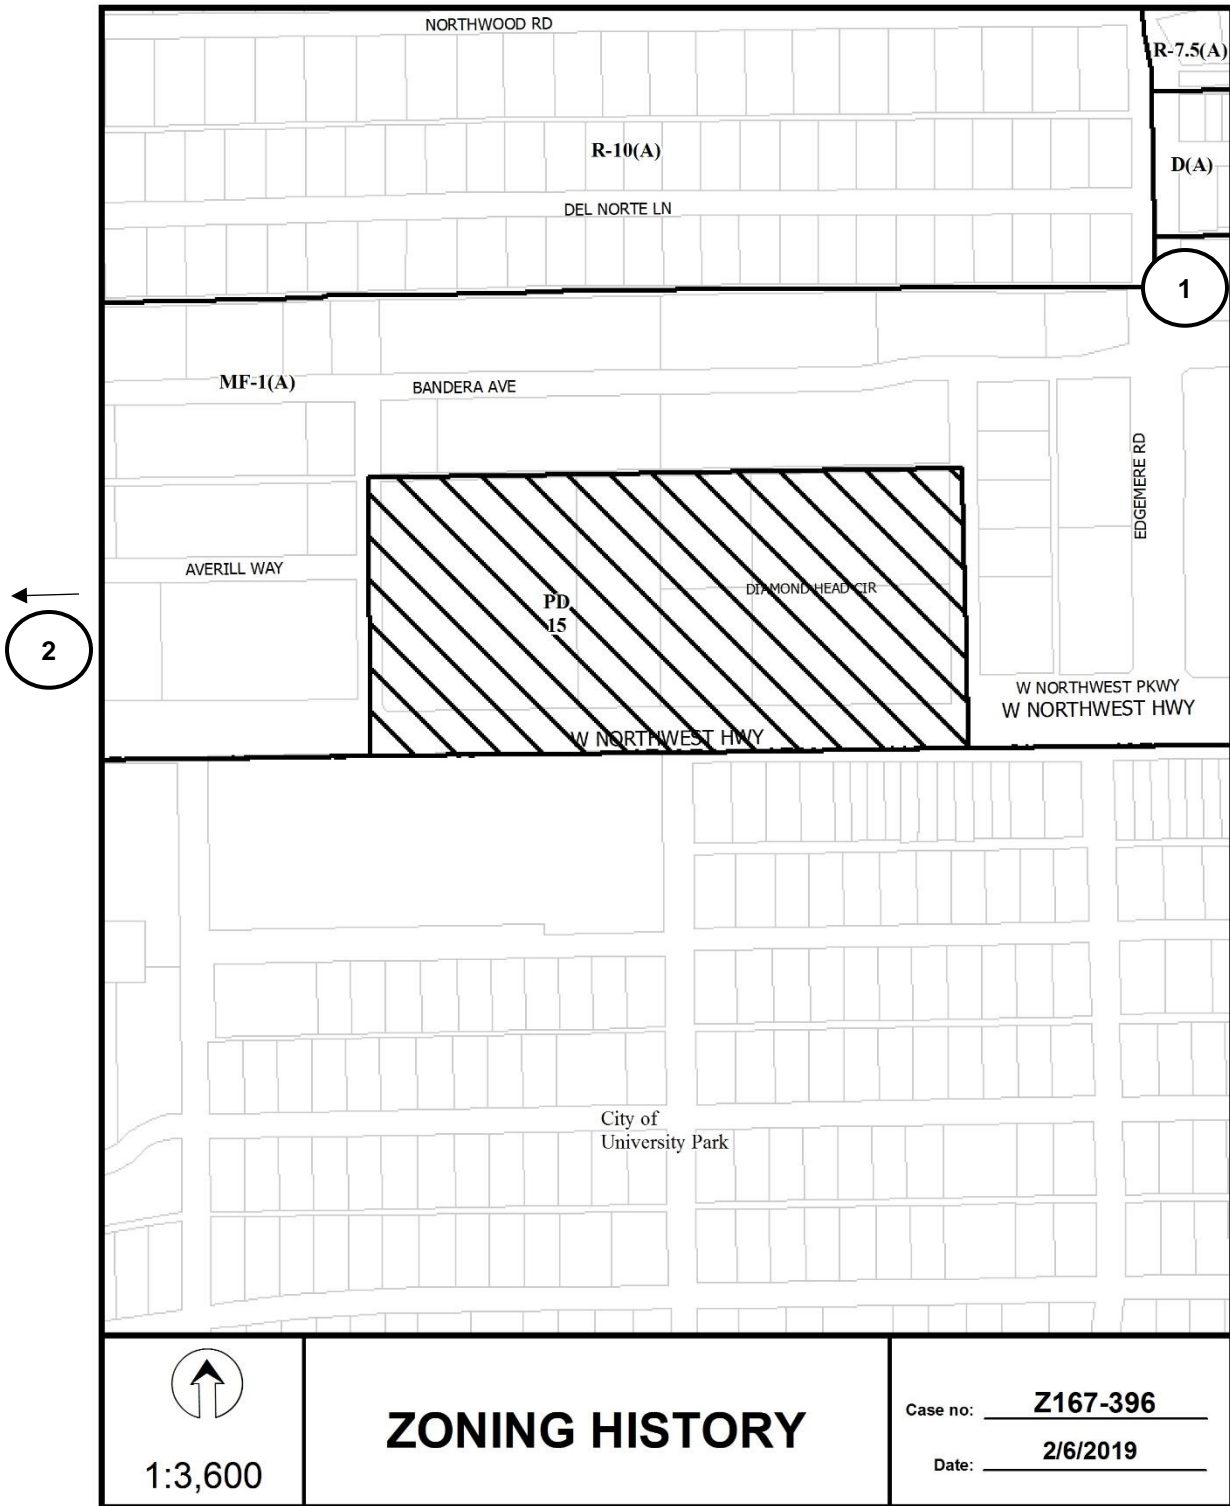 NORTHWOOD RD
R-7.5(A)
R-10(A)
D(A)
DEL NORTE LN
1
MF-1(A)
BANDERA AVE
EDGEMERE RD
AVERILL WAY
DIAMOND HEAD CIR
PD
15
2
W NORTHWEST PKWY
W NORTHWEST HWY
W NORTHWEST HWY
City of
University Park
1:3,600
ZONING HISTORY
Case no: Z167-396
Date: 2/6/2019